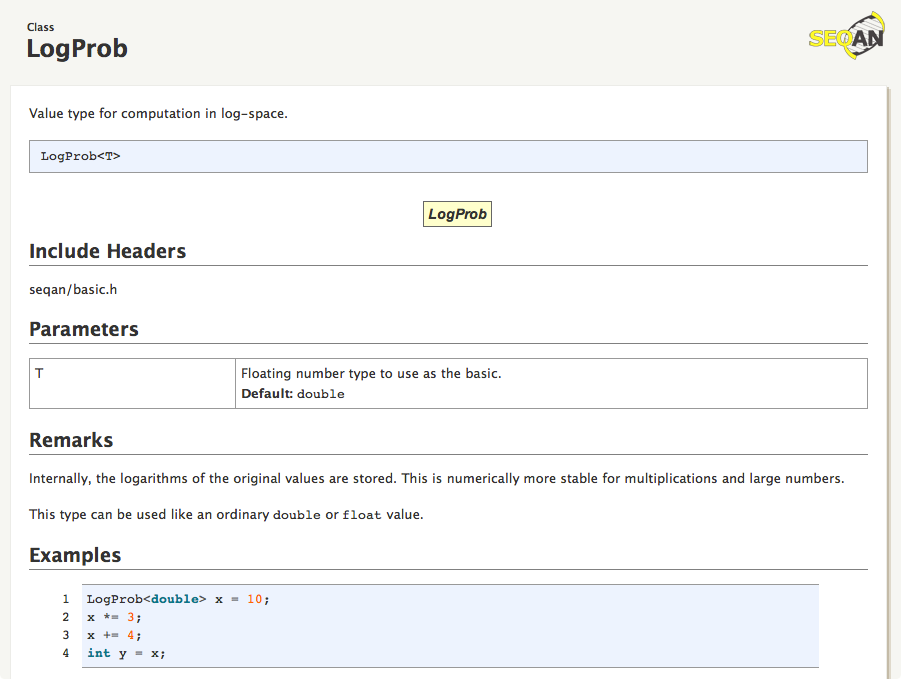 Class
LogProb
SEQAN
Value type for computation in log-space.
LogProb<T>
LogProb
Include Headers
seqan/basic.h
Parameters
T Floating number type to use as the basic.
Default: double
Remarks
Internally, the logarithms of the original values are stored. This is numerically more stable for multiplications and large numbers.
This type can be used like an ordinary double or float value.
Examples
1 LogProb<double> x = 10;
2 x *= 3;
3 x += 4;
4 int y = x;